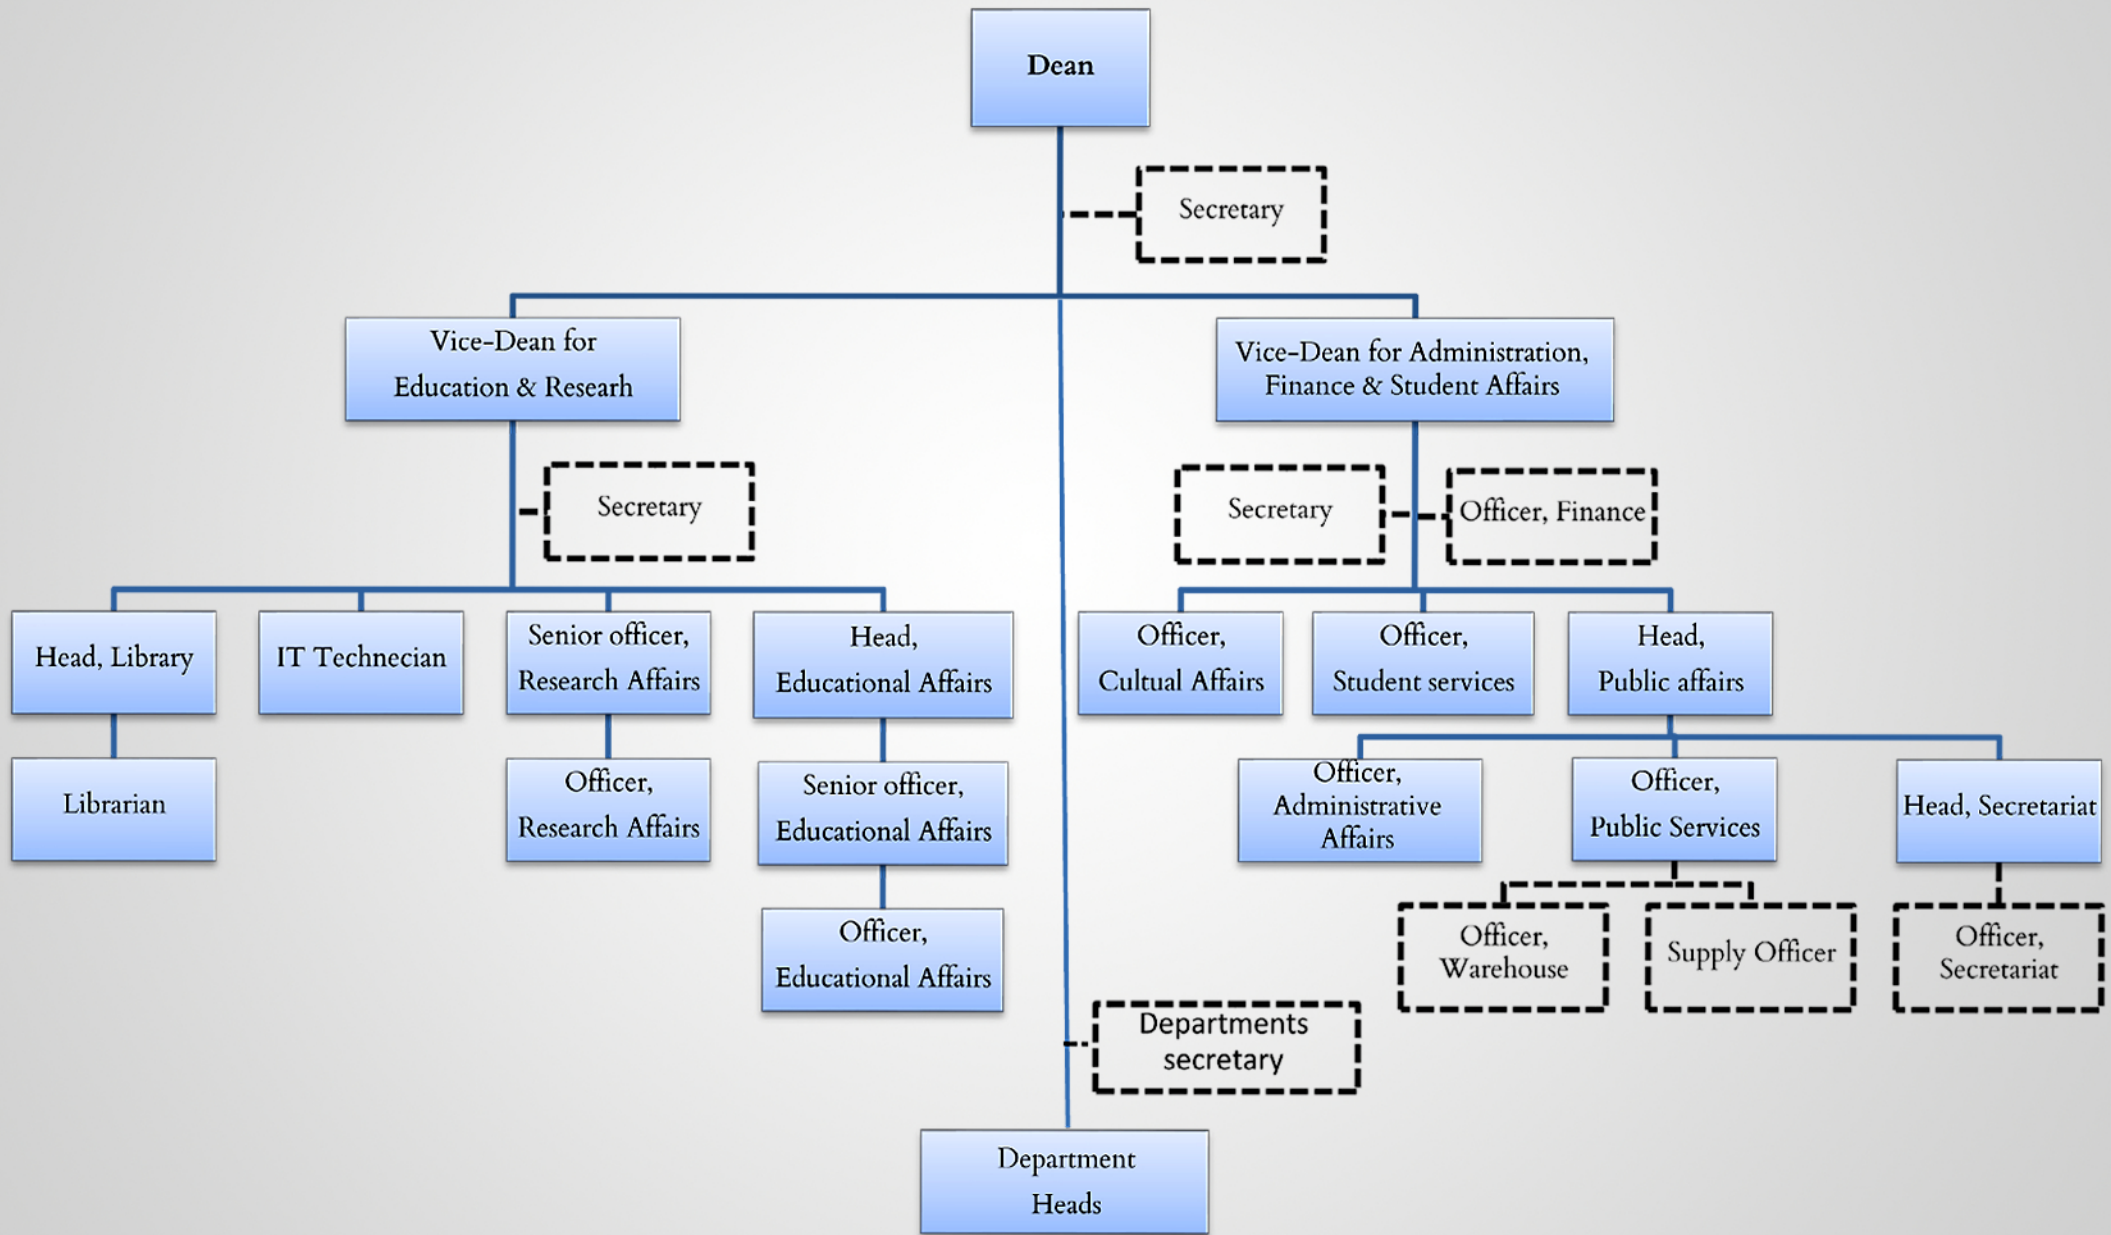 Dean
Secretary
Vice-Dean for
Education & Researh
Vice-Dean for Administration,
Finance & Student Affairs
Secretary
Secretary
Officer, Finance
Head, Library
IT Technecian
Senior officer,
Research Affairs
Head,
Educational Affairs
Officer,
Cultual Affairs
Officer,
Student services
Head,
Public affairs
Librarian
Officer,
Research Affairs
Senior officer,
Educational Affairs
Officer,
Administrative
Affairs
Officer,
Public Services
Head, Secretariat
Officer,
Educational Affairs
Officer,
Warehouse
Supply Officer
Officer,
Secretariat
Departments
secretary
Department
Heads